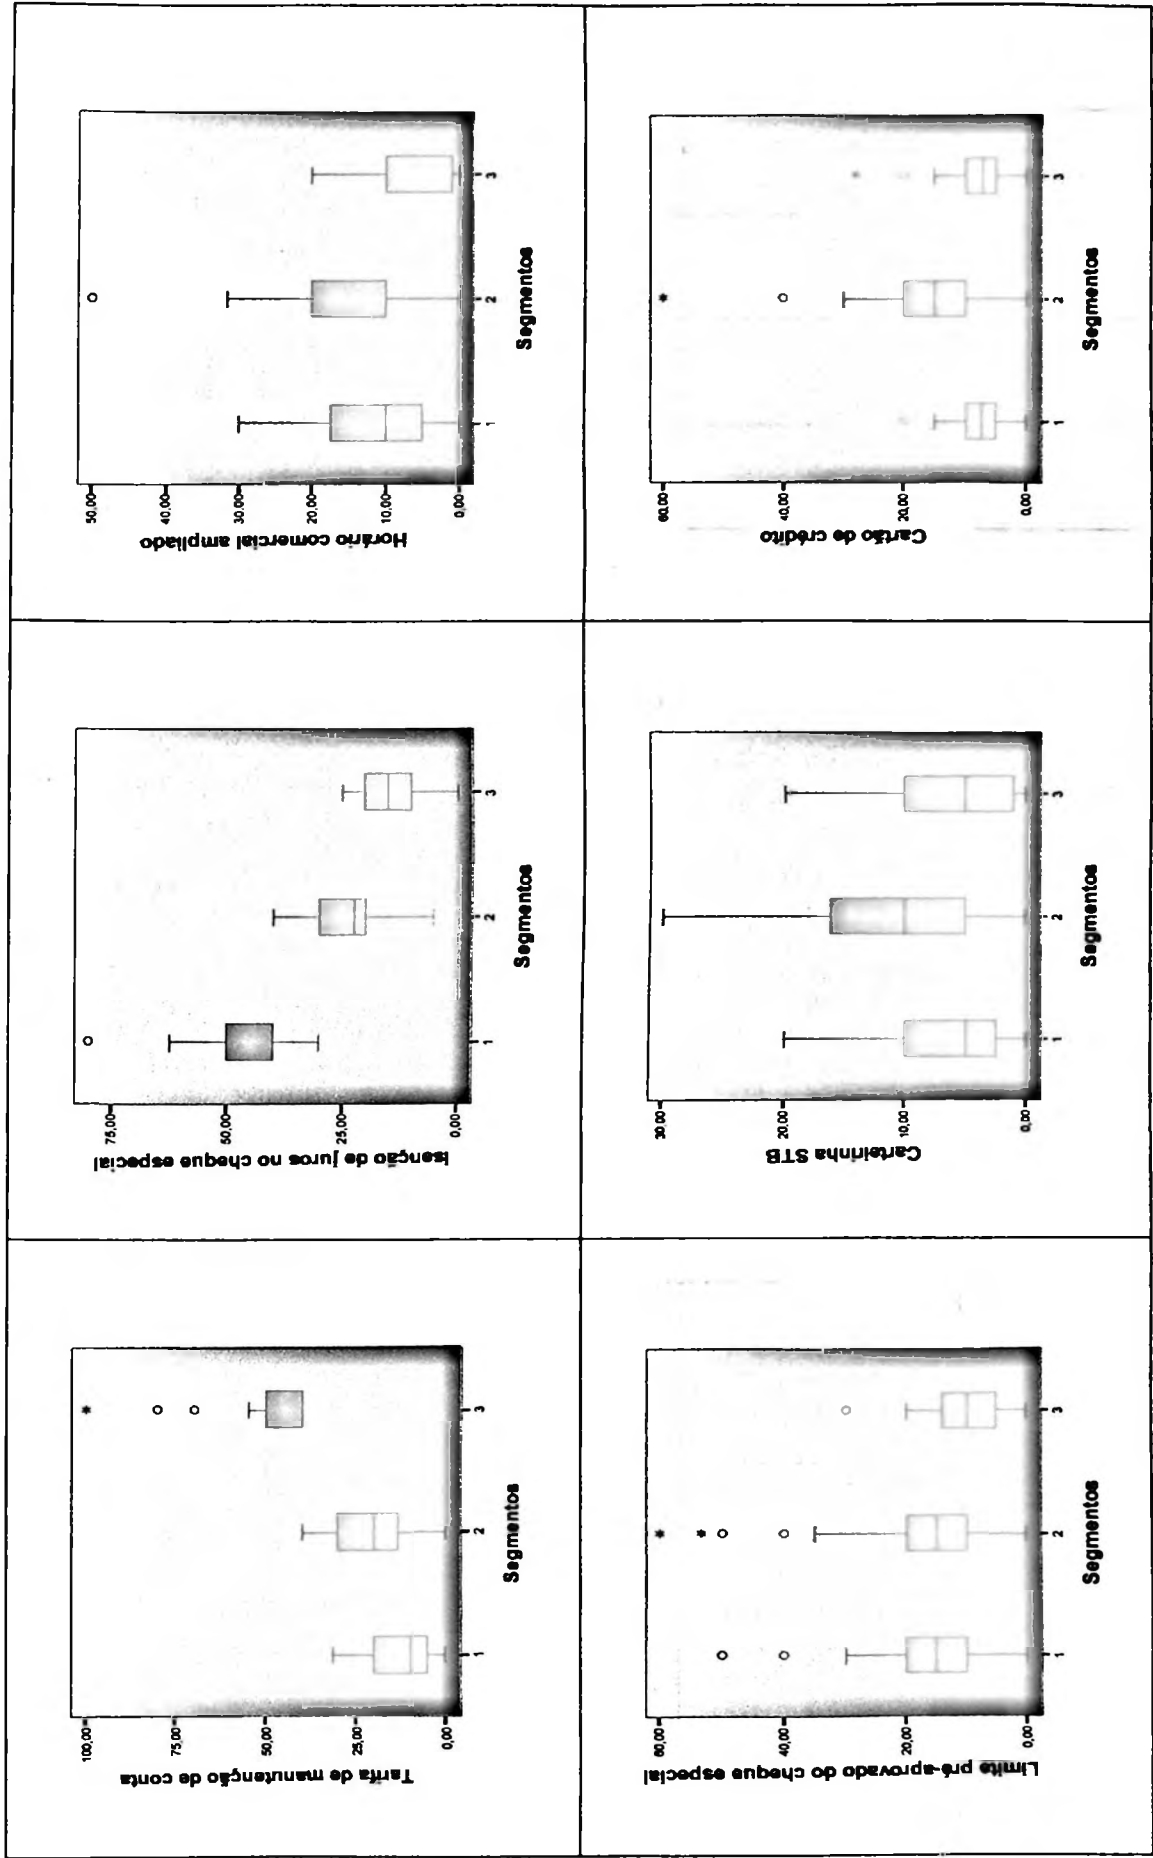 Tarifa de manutenção de conta
100,00
75,00
50,00
25,00
0,00
1 2 3
Segmentos
Isenção de juros no cheque especial
75,00
50,00
25,00
0,00
1 2 3
Segmentos
Horário comercial ampliado
50,00
40,00
30,00
20,00
10,00
0,00
1 2 3
Segmentos
Limite pré-aprovado do cheque especial
60,00
40,00
20,00
0,00
1 2 3
Segmentos
Carteirinha STB
30,00
20,00
10,00
0,00
1 2 3
Segmentos
Cartão de crédito
60,00
40,00
20,00
0,00
1 2 3
Segmentos